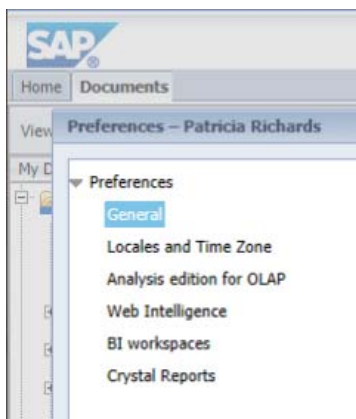 SAP®
Home Documents
View
Preferences – Patricia Richards
My D
Preferences
General
Locales and Time Zone
Analysis edition for OLAP
Web Intelligence
BI workspaces
Crystal Reports